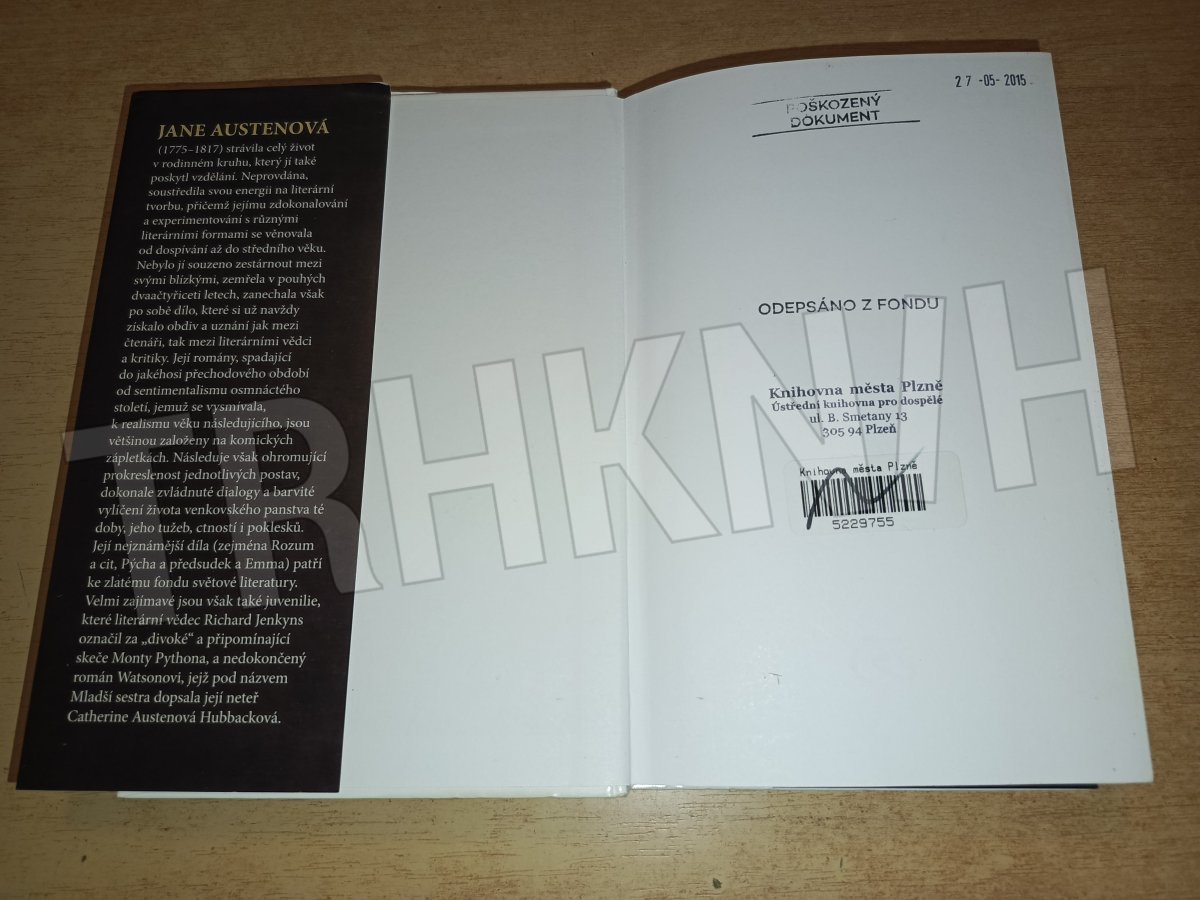 JANE AUSTENOVÁ
(1775–1817) strávila celý život
v rodinném kruhu, který jí také
poskytl vzdělání. Neprovdána,
soustředila svou energii na literární
tvorbu, přičemž jejímu zdokonalování
a experimentování s různými
literárními formami se věnovala
od dospívání až do středního věku.
Nebylo jí souzeno zestárnout mezi
svými blízkými, zemřela v pouhých
dvaačtyřiceti letech, zanechala však
po sobě dílo, které si už navždy
získalo obdiv a uznání jak mezi
čtenáři, tak mezi literárními vědci
a kritiky. Její romány, spadající
do jakéhosi přechodového období
od sentimentalismu osmnáctého
století, jemuž se vysmívala,
k realismu věku následujícího, jsou
většinou založeny na komických
zápletkách. Následuje však ohromující
prokreslenost jednotlivých postav,
dokonale zvládnuté dialogy a barvité
vylíčení života venkovského panstva té
doby, jeho tužeb, ctností i poklesků.
Její nejznámější díla (zejména Rozum
a cit, Pýcha a předsudek a Emma) patří
ke zlatému fondu světové literatury.
Velmi zajímavé jsou však také juvenilie,
které literární vědec Richard Jenkyns
označil za „divoké“ a připomínající
skeče Monty Pythona, a nedokončený
román Watsonovi, jejž pod názvem
Mladší sestra dopsala její neteř
Catherine Austenová Hubbacková.
27 -05- 2015
POŠKOZENÝ
DOKUMENT
ODEPSÁNO Z FONDU
Knihovna města Plzně
Ústřední knihovna pro dospělé
ul. B. Smetany 13
305 94 Plzeň
Knihovna města Plzně
5229755
TRHKNIH